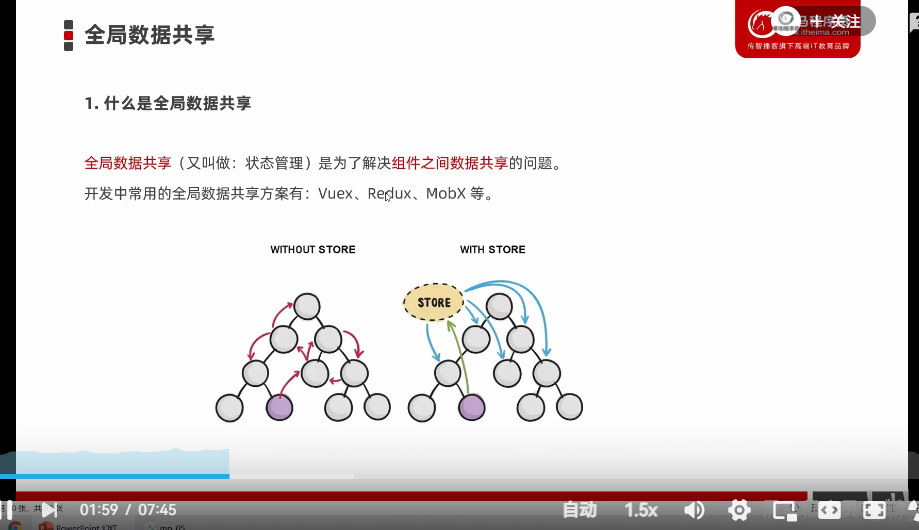 全局数据共享
+ 关注
马程序员
itheima.com
传智播客旗下高端IT教育品牌
1. 什么是全局数据共享
全局数据共享（又叫做：状态管理）是为了解决组件之间数据共享的问题。
开发中常用的全局数据共享方案有：Vuex、Redux、MobX 等。
WITHOUT STORE
WITH STORE
STORE
01:59 / 07:45
自动
1.5x
PowerPoint 幻灯
mp_05